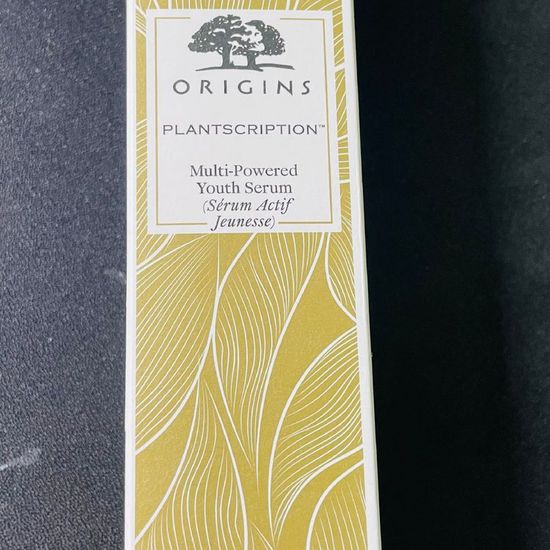 ORIGINS
PLANTSCRIPTION™
Multi-Powered
Youth Serum
(Sérum Actif
Jeunesse)